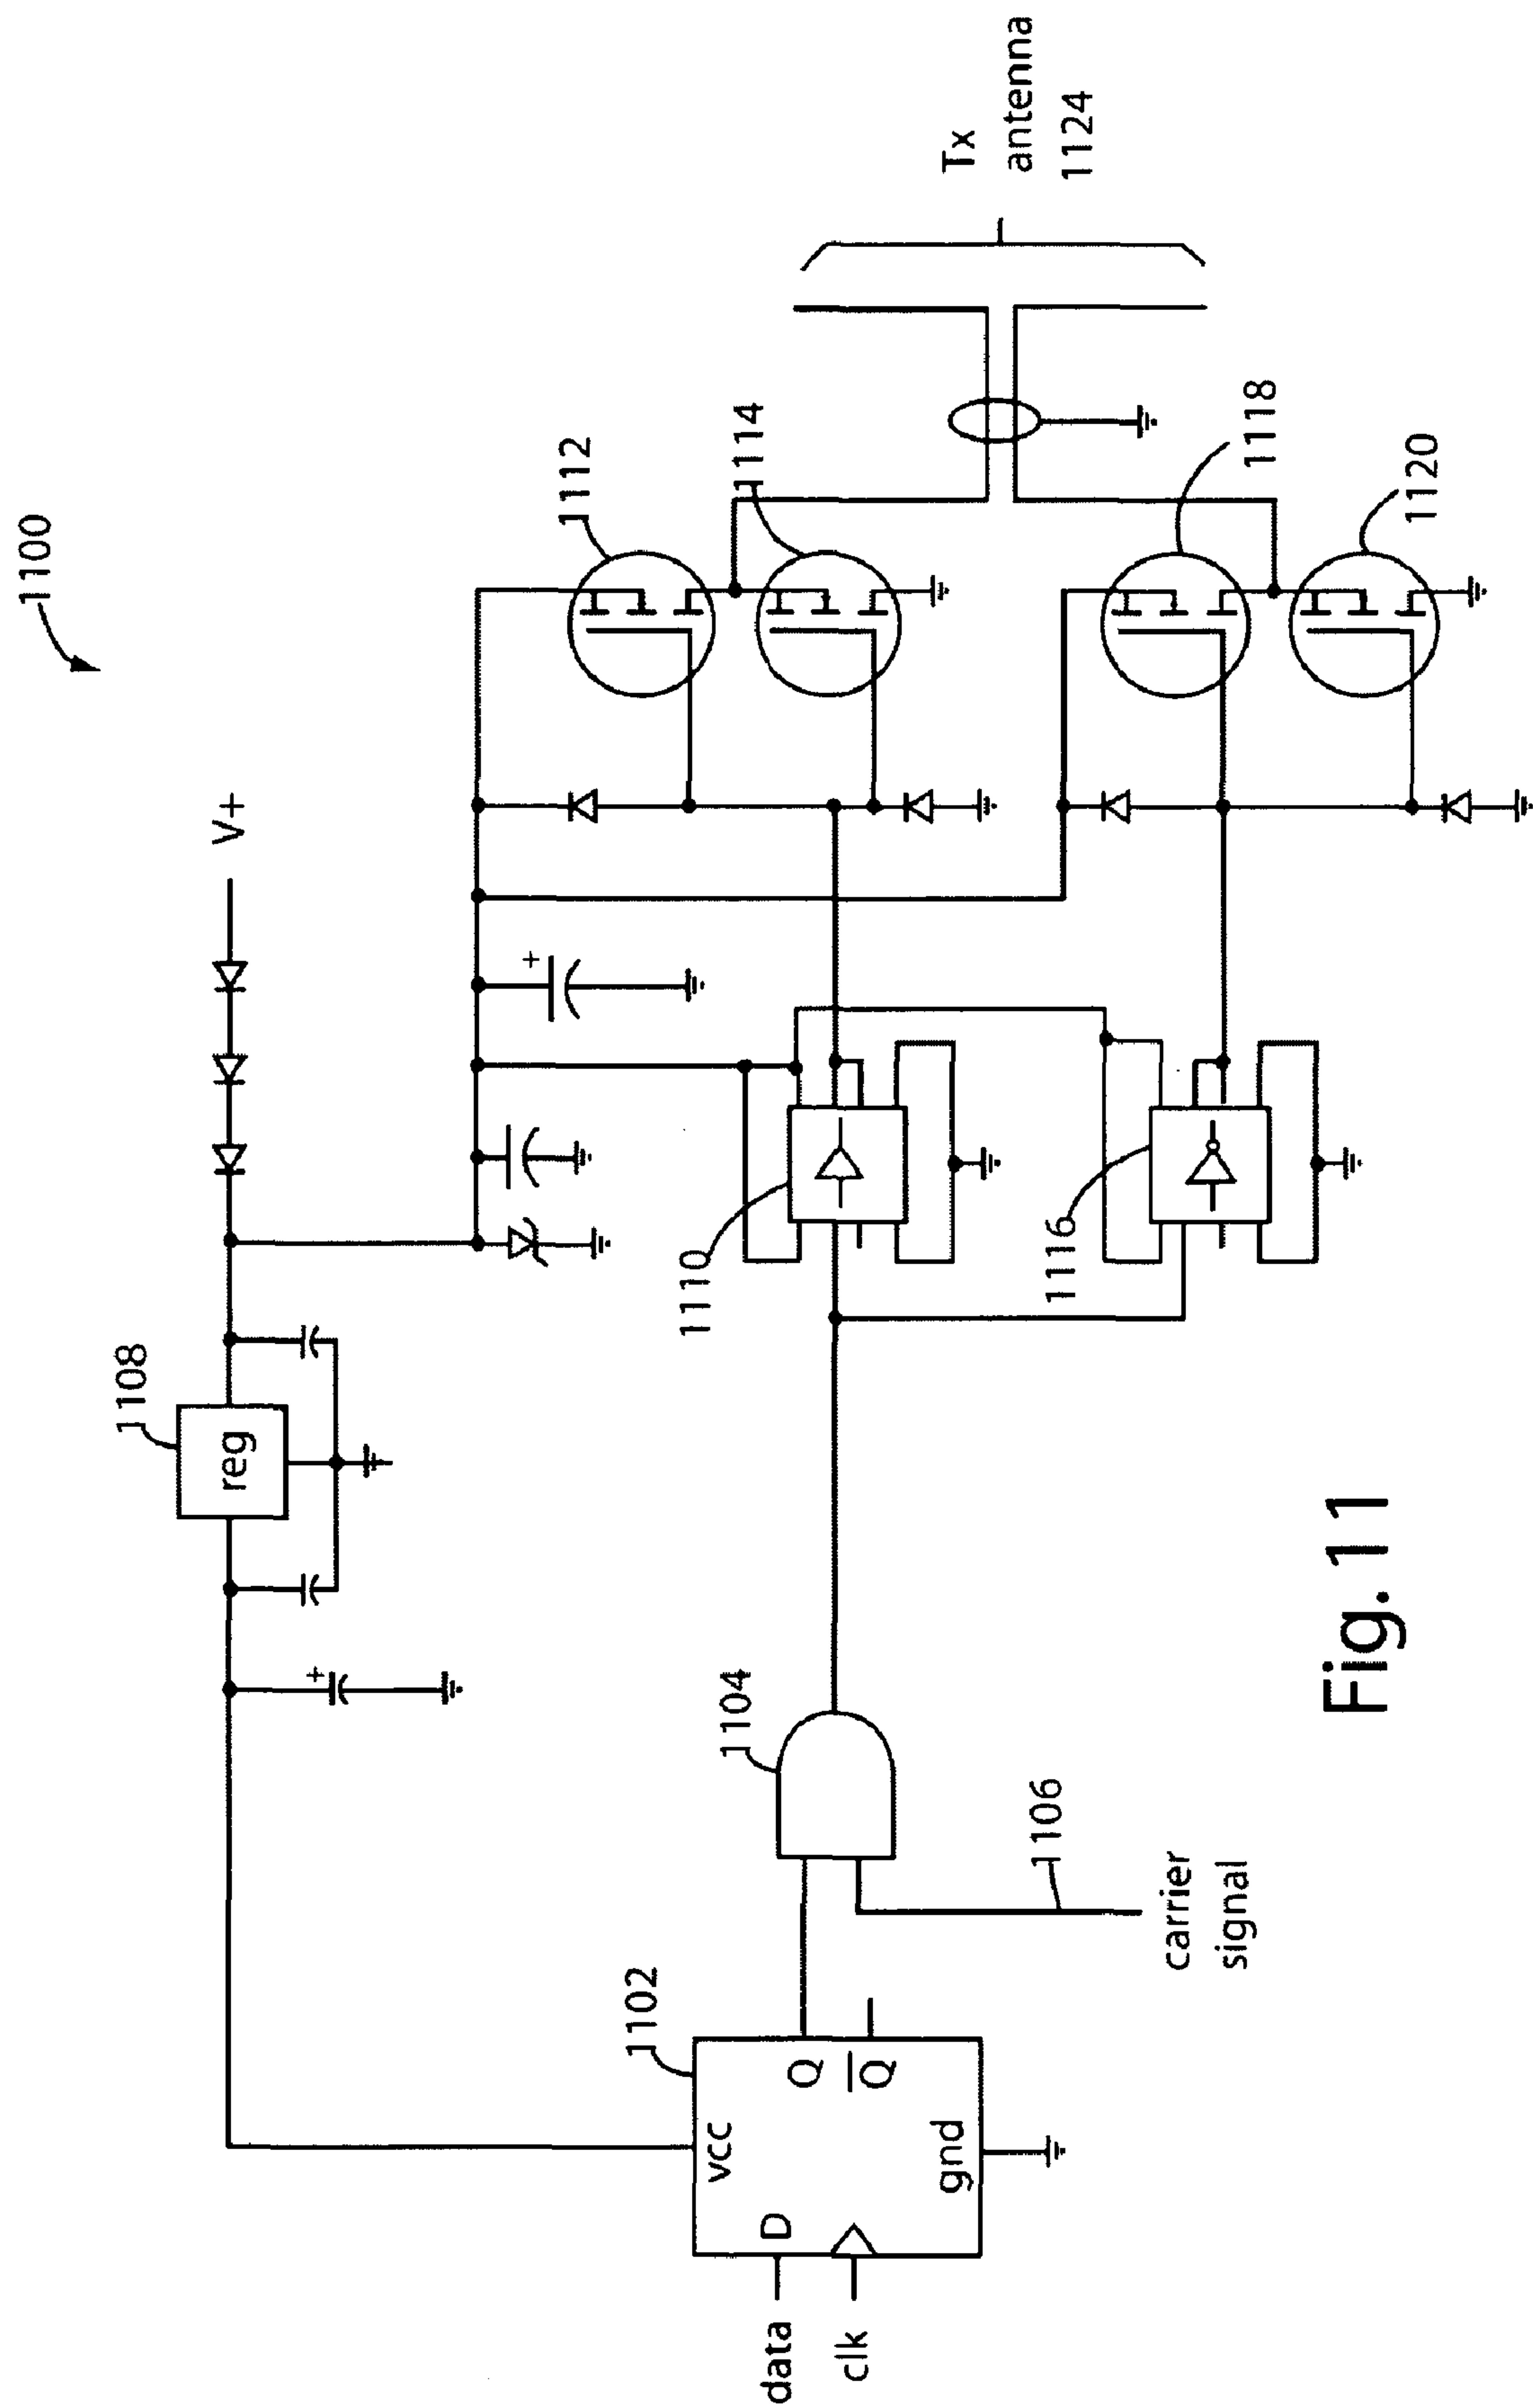 1100
V+
1108
reg
1112
1114
Tx
antenna
1124
1118
1120
1110
1116
1104
1106
carrier
signal
1102
vcc
D
Q
Q
gnd
data
clk
+
+
Fig. 11